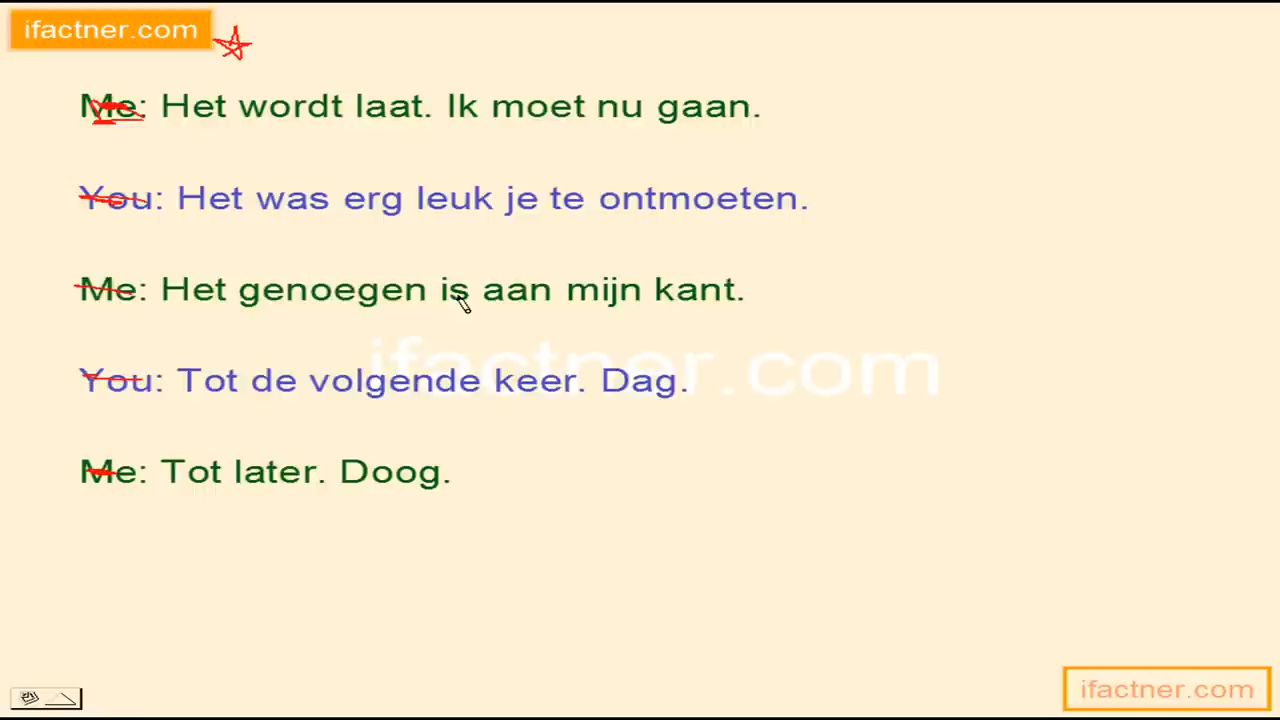 ifactner.com
Me: Het wordt laat. Ik moet nu gaan.
You: Het was erg leuk je te ontmoeten.
Me: Het genoegen is aan mijn kant.
ifactner.com
You: Tot de volgende keer. Dag.
Me: Tot later. Doog.
ifactner.com